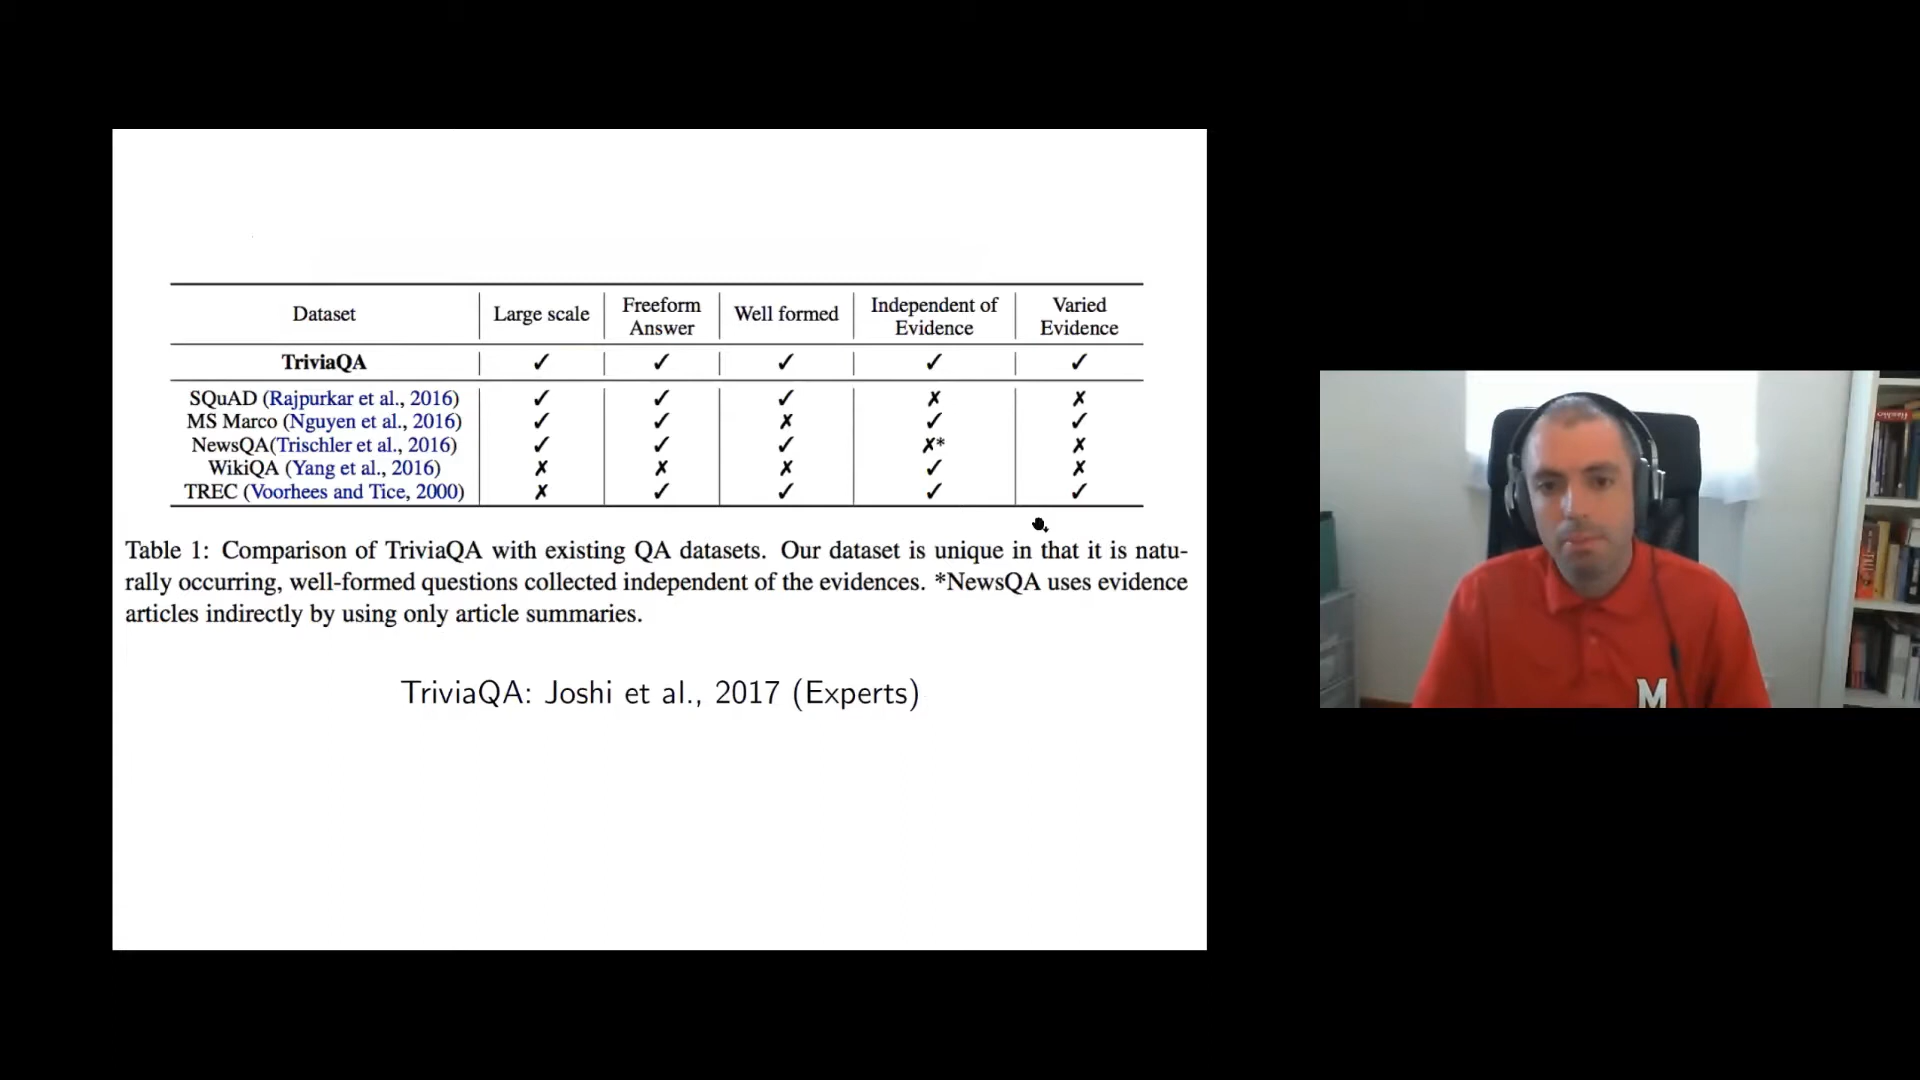 Dataset | Large scale | Freeform Answer | Well formed | Independent of Evidence | Varied Evidence
TriviaQA | ✓ | ✓ | ✓ | ✓ | ✓
SQuAD (Rajpurkar et al., 2016) | ✓ | ✓ | ✓ | ✗ | ✗
MS Marco (Nguyen et al., 2016) | ✓ | ✓ | ✗ | ✓ | ✓
NewsQA(Trischler et al., 2016) | ✓ | ✓ | ✓ | ✗* | ✗
WikiQA (Yang et al., 2016) | ✗ | ✗ | ✗ | ✓ | ✗
TREC (Voorhees and Tice, 2000) | ✗ | ✓ | ✓ | ✓ | ✓
Table 1: Comparison of TriviaQA with existing QA datasets. Our dataset is unique in that it is natu-
rally occurring, well-formed questions collected independent of the evidences. *NewsQA uses evidence
articles indirectly by using only article summaries.
TriviaQA: Joshi et al., 2017 (Experts)
M